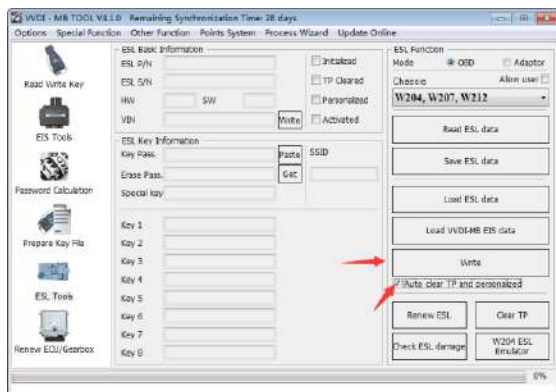 VVDI - MB TOOL V4.1.0 Remaining Synchronization Time: 28 days
Options Special Function Other Function Points System Process Wizard Update Online
Read Write Key
EIS Tools
Password Calculation
Prepare Key File
ESL Tools
Renew ECU/Gearbox
ESL Basic Information
ESL P/N
ESL S/N
HW SW
VIN Write
Initialized
TP Cleared
Personalized
Activated
ESL Key Information
Key Pass. Paste SSID
Erase Pass. Get
Special key
Key 1
Key 2
Key 3
Key 4
Key 5
Key 6
Key 7
Key 8
ESL Function
Mode OBD Adaptor
Chassis Allow user
W204, W207, W212
Read ESL data
Save ESL data
Load ESL data
Load VVDI-MB EIS data
Write
Auto clear TP and personalized
Renew ESL Clear TP
Check ESL damage W204 ESL Emulator
0%